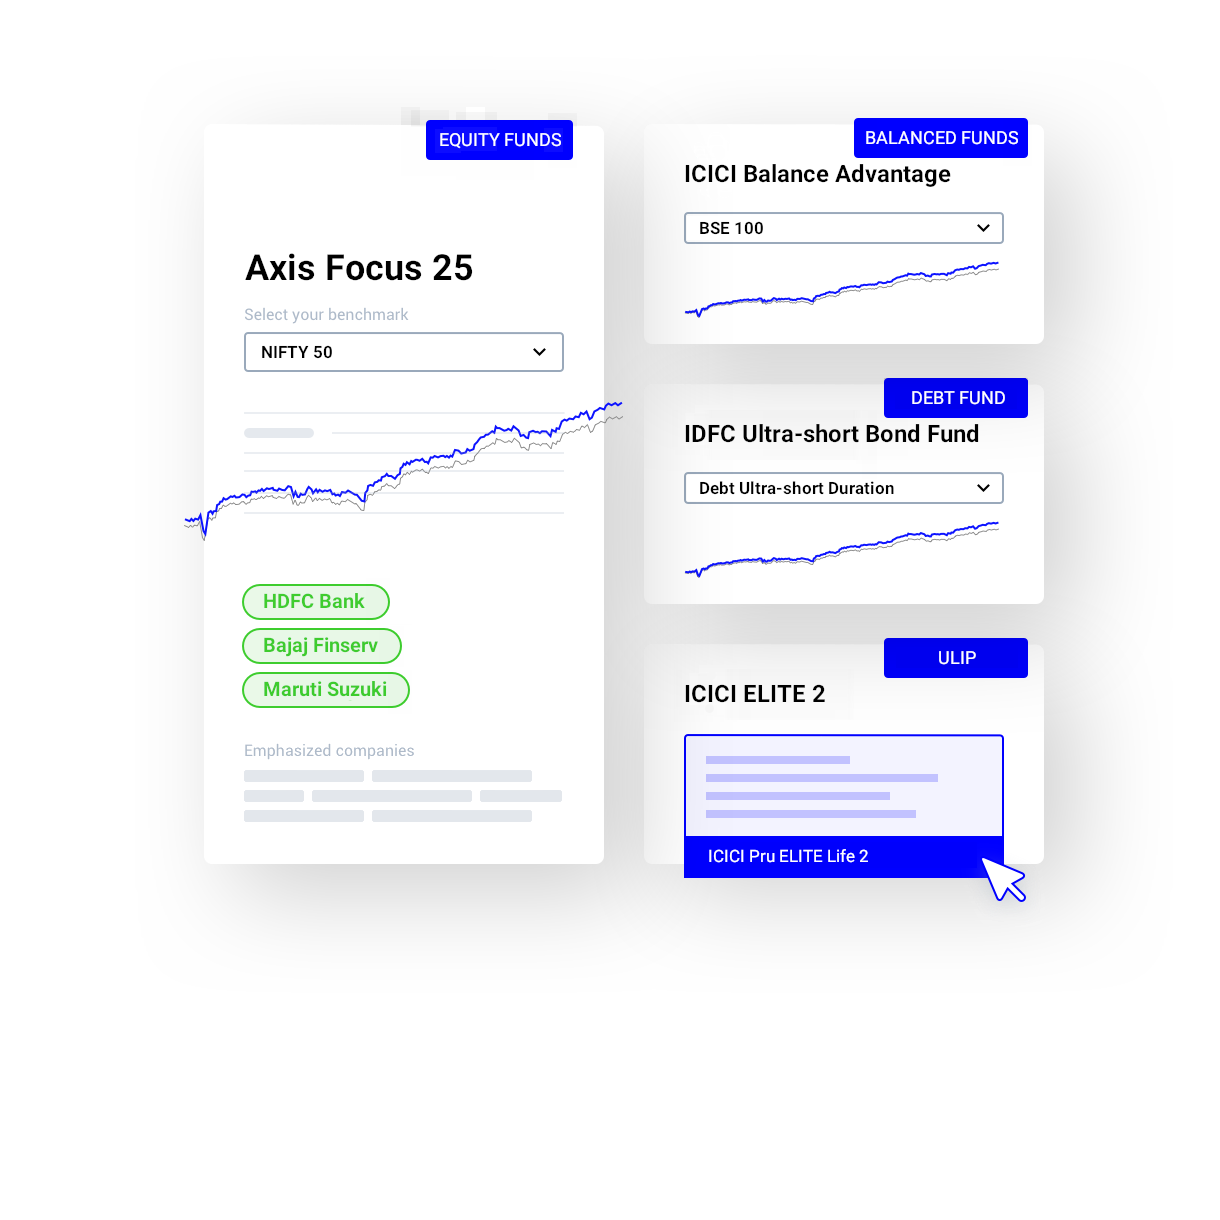 EQUITY FUNDS
Axis Focus 25
Select your benchmark
NIFTY 50
HDFC Bank
Bajaj Finserv
Maruti Suzuki
Emphasized companies
BALANCED FUNDS
ICICI Balance Advantage
BSE 100
DEBT FUND
IDFC Ultra-short Bond Fund
Debt Ultra-short Duration
ULIP
ICICI ELITE 2
ICICI Pru ELITE Life 2